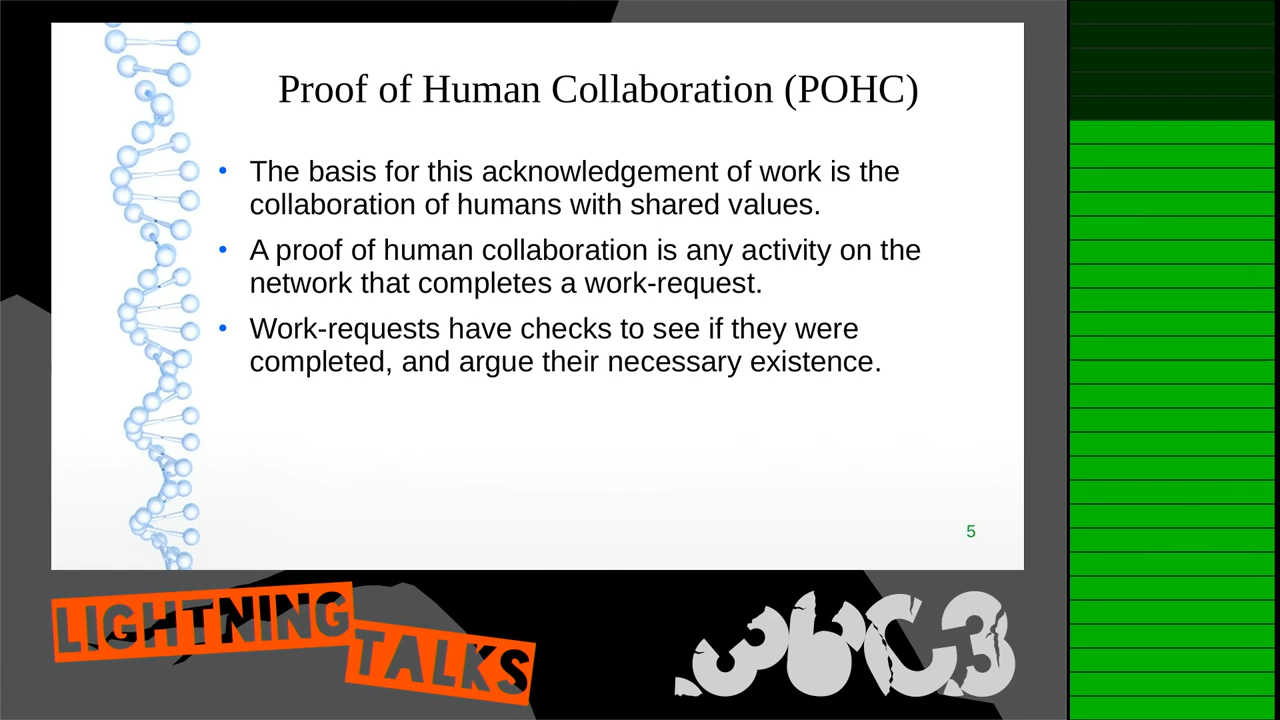 Proof of Human Collaboration (POHC)
• The basis for this acknowledgement of work is the
collaboration of humans with shared values.
• A proof of human collaboration is any activity on the
network that completes a work-request.
• Work-requests have checks to see if they were
completed, and argue their necessary existence.
5
LIGHTNING
TALKS
36C3